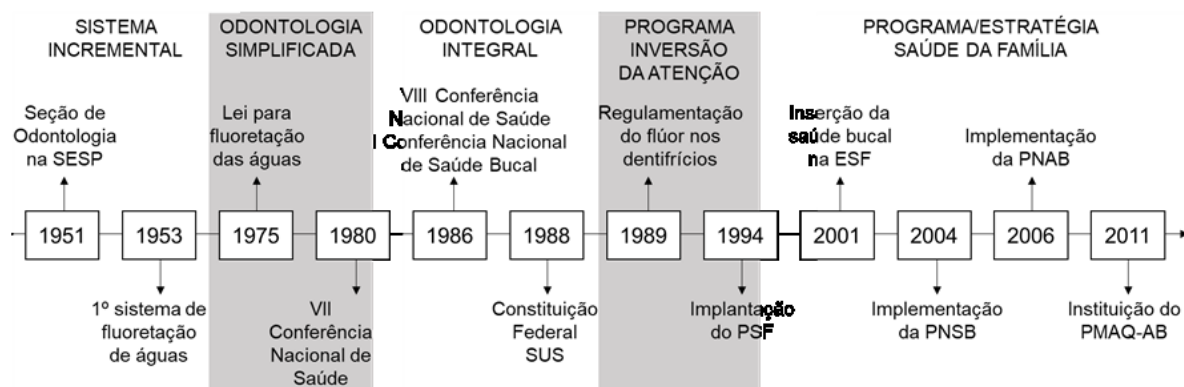 SISTEMA
INCREMENTAL
ODONTOLOGIA
SIMPLIFICADA
ODONTOLOGIA
INTEGRAL
PROGRAMA
INVERSÃO
DA ATENÇÃO
PROGRAMA/ESTRATÉGIA
SAÚDE DA FAMÍLIA
Seção de
Odontologia
na SESP
Lei para
fluoretação
das águas
VIII Conferência
Nacional de Saúde
I Conferência Nacional
de Saúde Bucal
Regulamentação
do flúor nos
dentifrícios
Inserção da
saúde bucal
na ESF
Implementação
da PNAB
1951
1953
1975
1980
1986
1988
1989
1994
2001
2004
2006
2011
1º sistema de
fluoretação
de águas
VII
Conferência
Nacional de
Saúde
Constituição
Federal
SUS
Implantação
do PSF
Implementação
da PNSB
Instituição do
PMAQ-AB